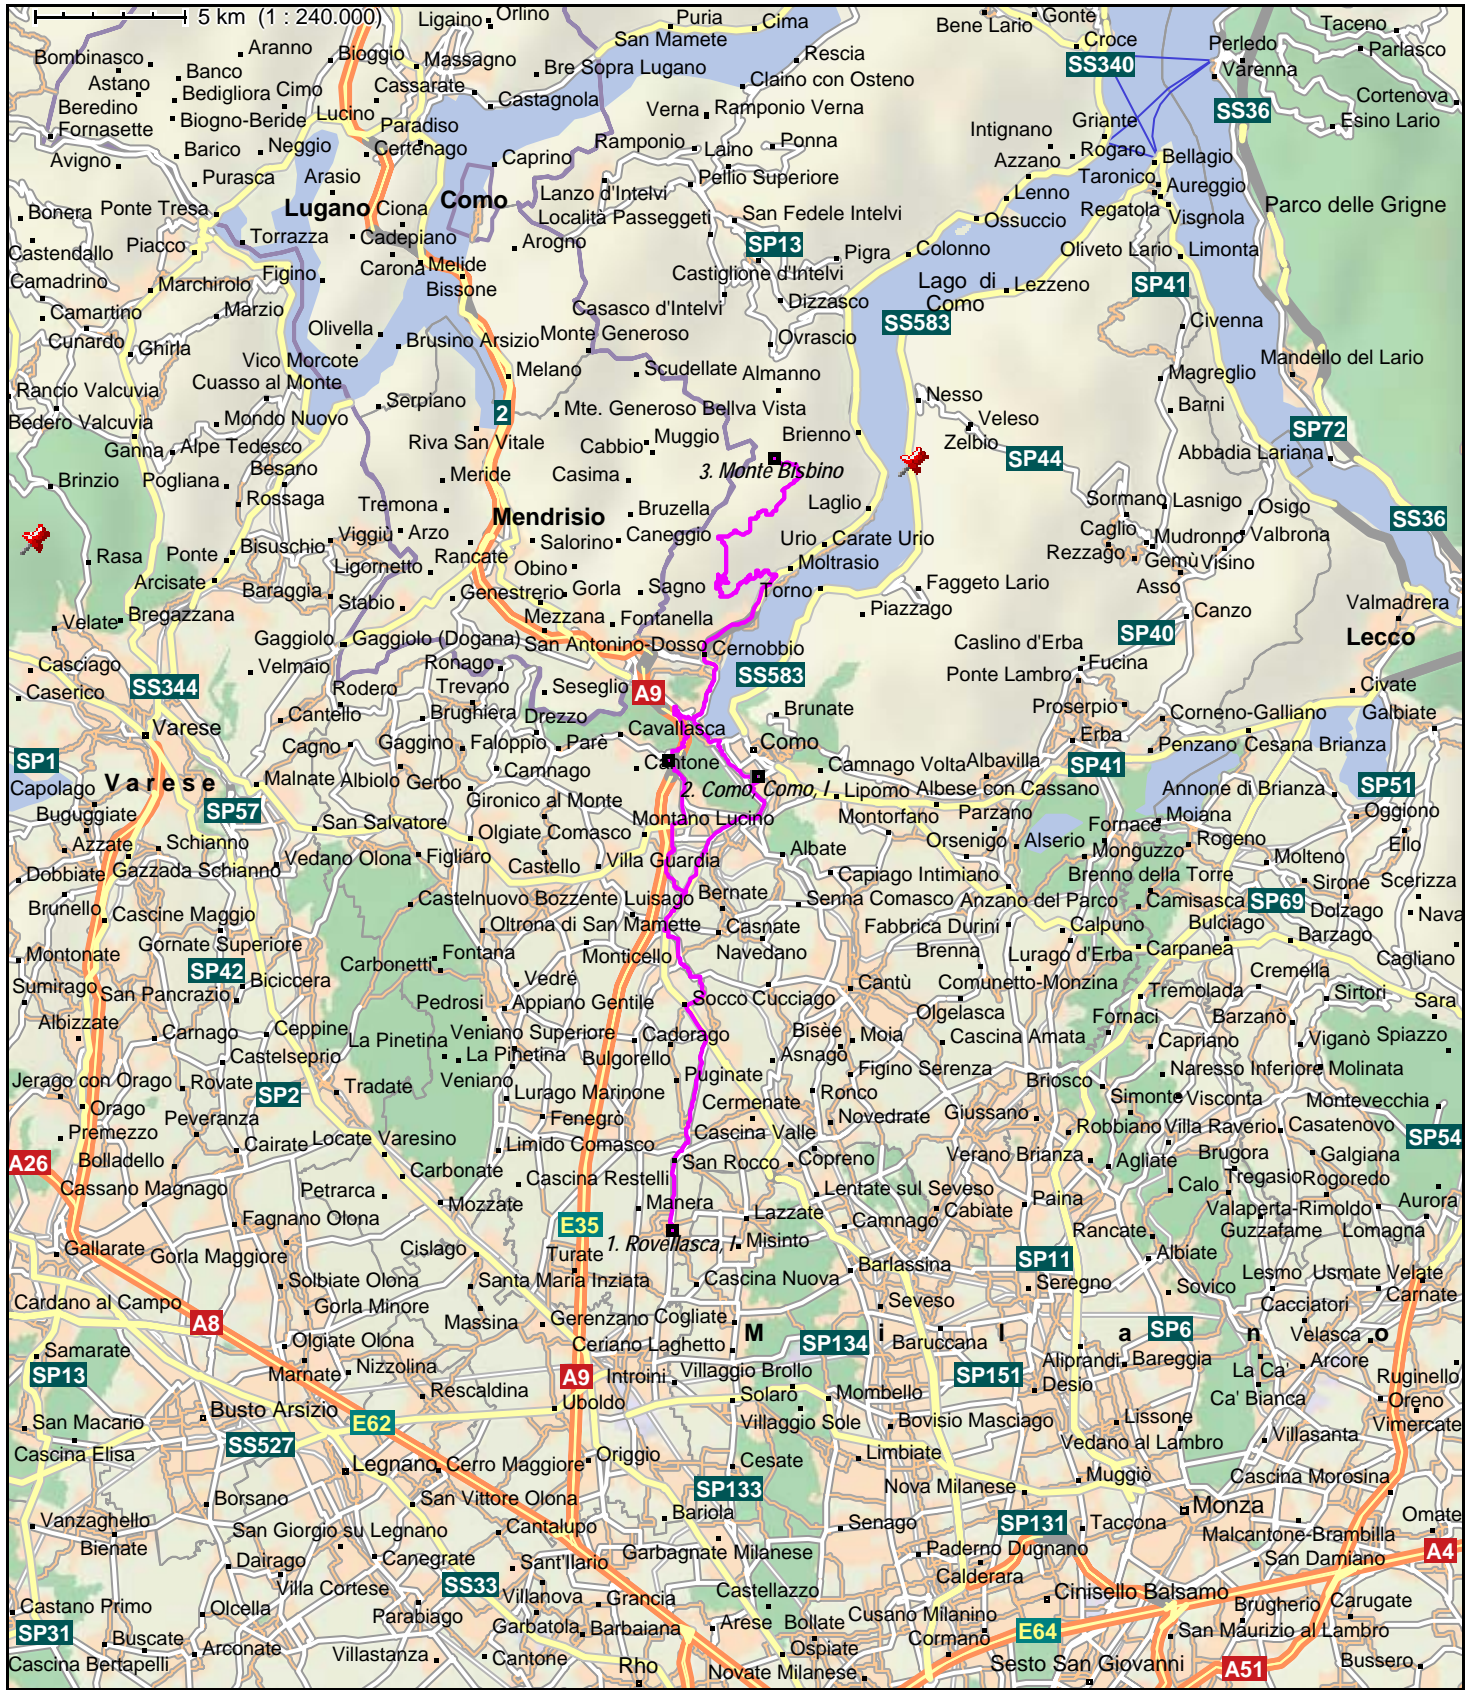 5 km (1 : 240.000)
Ligaino Orlino Puria Cima Bene Lario Gonte Taceno
Bombinasco Aranno Bioggio San Mamete Croce Perledo Parlasco
Astano Banco Massagno Bre Sopra Lugano Rescia SS340 Varenna
Beredino Bedigliora Cimo Cassarate Castagnola Claino con Osteno Cortenova
Fornasette Biogno-Beride Lucino Paradiso Verna Ramponio Verna Griante SS36 Esino Lario
Avigno Barico Neggio Certenago Caprino Ramponio Laino Ponna Intignano Rogaro Bellagio
Purasca Arasio Lanzo d'Intelvi Pellio Superiore Azzano Taronico Aureggio
Bonera Ponte Tresa Lugano Ciona Como Località Passeggeti San Fedele Intelvi Lenno Regatola Visgnola Parco delle Grigne
Castendallo Piacco Torrazza Cadepiano Arogno SP13 Pigra Colonno Ossuccio Oliveto Lario Limonta
Camadrino Marchirolo Figino Carona Melide Castiglione d'Intelvi Lago di Como Lezzeno SP41
Camartino Marzio Bissone Casasco d'Intelvi Dizzasco SS583 Civenna
Cunardo Ghirla Olivella Brusino Arsizio Monte Generoso Ovrascio Mandello del Lario
Rancio Valcuvia Vico Morcote Melano Scudellate Almanno Magreglio
Bedero Valcuvia Cuasso al Monte Serpiano Nesso Barni
Mondo Nuovo 2 Mte. Generoso Bellva Vista Veleso SP72
Ganna Alpe Tedesco Riva San Vitale Cabbio Muggio Brienno Zelbio SP44 Abbadia Lariana
Brinzio Pogliana Besano Meride Casima 3. Monte Bisbino
Rossaga Tremona Mendrisio Bruzella Laglio Sormano Lasnigo Osigo SS36
Rasa Ponte Bisuschio Viggiù Arzo Salorino Caneggio Urio Carate Urio Caglio Mudronno Valbrona
Arcisate Ligornetto Rancate Obino Moltrasio Rezzago Gemù Visino
Velate Bregazzana Baraggia Stabio Genestrerio Gorla Sagno Torno Faggeto Lario Asso Valmadrera
Mezzana Fontanella Piazzago Canzo
Casciago Gaggiolo Gaggiolo (Dogana) San Antonino-Dosso Cernobbio Caslino d'Erba SP40 Lecco
Caserico SS344 Velmaio Ronago SS583 Ponte Lambro Fucina
Rodero Trevano Seseglio A9 Civate
Varese Cantello Brughiera Drezzo Cavallasca Brunate Proserpio Corneno-Galliano Galbiate
SP1 Cagno Gaggino Faloppio Parè Como Erba Penzano Cesana Brianza
Capolago Varese Malnate Albiolo Gerbo Camnago Cantone Camnago Volta Albavilla SP41 SP51
Buguggiate SP57 Gironico al Monte 2. Como, Como, I Lipomo Albese con Cassano Annone di Brianza Oggiono
Azzate Schianno San Salvatore Olgiate Comasco Montano Lucino Montorfano Parzano Fornace Moiana Ello
Dobbiate Gazzada Schianno Vedano Olona Figliaro Castello Villa Guardia Albate Orsenigo Alserio Monguzzo Rogeno Molteno
Brunello Cascine Maggio Castelnuovo Bozzente Luisago Bernate Capiago Intimiano Brenno della Torre Sirone Scerizza
Senna Comasco Anzano del Parco Camisasca SP69 Dolzago Nava
Montonate Gornate Superiore Oltrona di San Mamette Casnate Fabbrica Durini Calpuno Bulciago Barzago
Sumirago SP42 Biciccera Carbonetti Fontana Monticello Navedano Brenna Lurago d'Erba Carpanea Cagliano
San Pancrazio Vedré Cantù Comunetto-Monzina Cremella
Albizzate Pedrosi Appiano Gentile Socco Cucciago Olgelasca Tremolada Sirtori Sara
Carnago Ceppine La Pinetina Veniano Superiore Cadorago Bisèe Moia Cascina Amata Fornaci Barzanò Viganò Spiazzo
Castelseprio La Pinetina Bulgorello Asnago Capriano
Jerago con Orago Rovate SP2 Tradate Veniano Lurago Marinone Puginate Figino Serenza Briosco Naresso Inferiore Molinata
Orago Peveranza Fenegrò Cermenate Ronco Simonte Visconta Montevecchia
Premezzo Cairate Locate Varesino Limido Comasco Cascina Valle Novedrate Giussano Robbiano Villa Raverio Casatenovo SP54
A26 Bolladello Carbonate San Rocco Copreno Verano Brianza Agliate Brugora Galgiana
Cassano Magnago Petrarca Mozzate Cascina Restelli Manera Lentate sul Seveso Paina Calo Tregasio Rogoredo Aurora
Fagnano Olona E35 Lazzate Camnago Cabiate Valaperta-Rimoldo
Gallarate Gorla Maggiore Cislago Turate 1. Rovellasca, I Misinto Rancate Guzzafame Lomagna
Solbiate Olona Santa Maria Inziata Cascina Nuova Barlassina SP11 Albiate
Cardano al Campo Gorla Minore Seregno Sovico Lesmo Usmate Velate
A8 Massina Gerenzano Cogliate Seveso Cacciatori Carnate
Samarate Olgiate Olona Ceriano Laghetto Milano SP134 Baruccana SP6 Velasca
SP13 Marnate Nizzolina A9 Introini Villaggio Brollo SP151 Aliprandi Bareggia La Ca' Arcore
Rescaldina Uboldo Solaro Mombello Desio Ca' Bianca Ruginello
San Macario Busto Arsizio E62 Villaggio Sole Bovisio Masciago Lissone Oreno
Cascina Elisa SS527 Origgio Limbiate Vedano al Lambro Villasanta Vimercate
Legnano Cerro Maggiore Cesate Nova Milanese Muggiò Cascina Morosina
Borsano San Vittore Olona SP133 Monza
Vanzaghello San Giorgio su Legnano Cantalupo Bariola Senago SP131 Taccona Malcantone-Brambilla Omate
Bienate Dairago Canegrate Sant'Ilario Garbagnate Milanese Paderno Dugnano San Damiano A4
Villa Cortese SS33 Villanova Castellazzo Calderara Cinisello Balsamo
Castano Primo Olcella Parabiago Grancia Cusano Milanino Brugherio Carugate
SP31 Buscate Arconate Garbatola Barbaiana Arese Bollate E64 San Maurizio al Lambro
Cascina Bertapelli Villastanza Cantone Rho Ospiate Cormano Sesto San Giovanni A51 Bussero
Novate Milanese